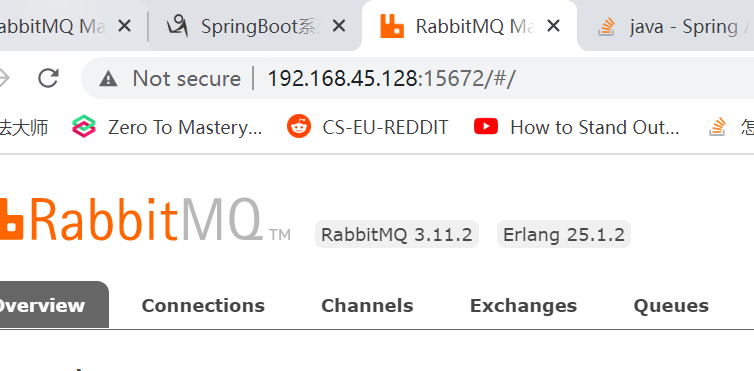 abbitMQ Ma
SpringBoot系
RabbitMQ Ma
java - Spring
Not secure
192.168.45.128:15672/#/
法大师
Zero To Mastery...
CS-EU-REDDIT
How to Stand Out...
怎
RabbitMQ TM
RabbitMQ 3.11.2
Erlang 25.1.2
Overview
Connections
Channels
Exchanges
Queues